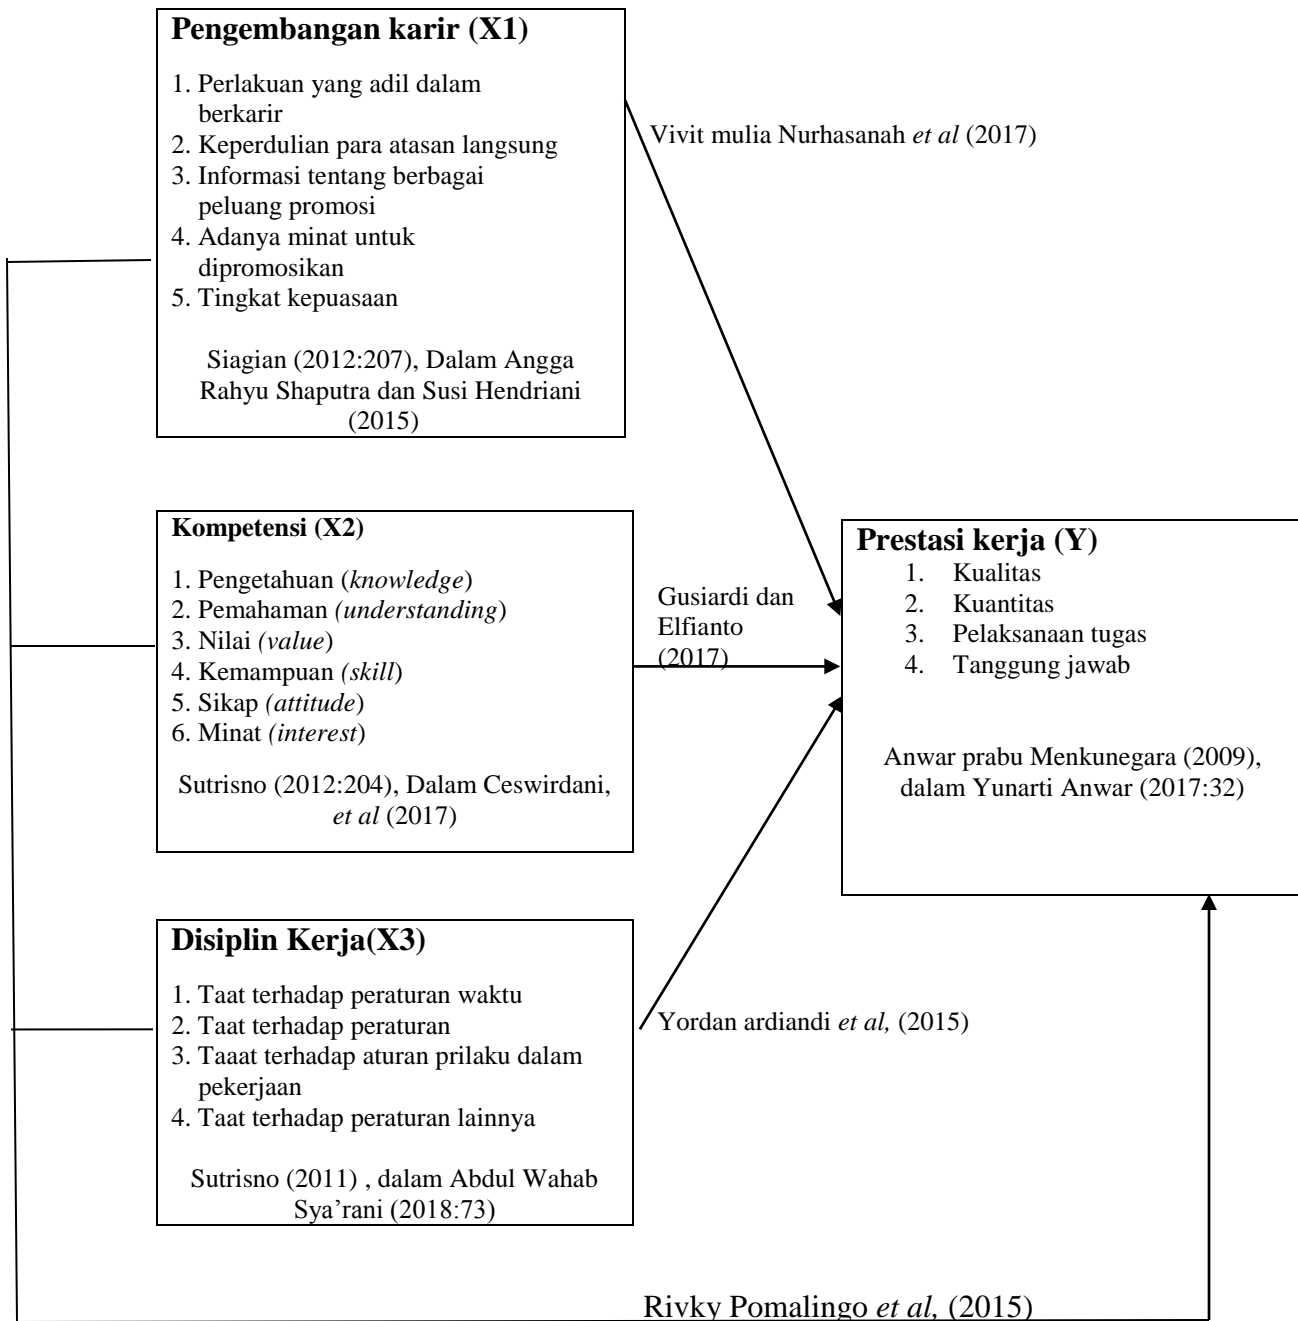 Pengembangan karir (X1)
1. Perlakuan yang adil dalam
berkarir
2. Keperdulian para atasan langsung
3. Informasi tentang berbagai
peluang promosi
4. Adanya minat untuk
dipromosikan
5. Tingkat kepuasaan
Siagian (2012:207), Dalam Angga
Rahyu Shaputra dan Susi Hendriani
(2015)
Vivit mulia Nurhasanah et al (2017)
Kompetensi (X2)
1. Pengetahuan (knowledge)
2. Pemahaman (understanding)
3. Nilai (value)
4. Kemampuan (skill)
5. Sikap (attitude)
6. Minat (interest)
Sutrisno (2012:204), Dalam Ceswirdani,
et al (2017)
Gusiardi dan
Elfianto
(2017)
Prestasi kerja (Y)
1. Kualitas
2. Kuantitas
3. Pelaksanaan tugas
4. Tanggung jawab
Anwar prabu Menkunegara (2009),
dalam Yunarti Anwar (2017:32)
Disiplin Kerja(X3)
1. Taat terhadap peraturan waktu
2. Taat terhadap peraturan
3. Taaat terhadap aturan prilaku dalam
pekerjaan
4. Taat terhadap peraturan lainnya
Sutrisno (2011) , dalam Abdul Wahab
Sya’rani (2018:73)
Yordan ardiandi et al, (2015)
Rivky Pomalingo et al, (2015)